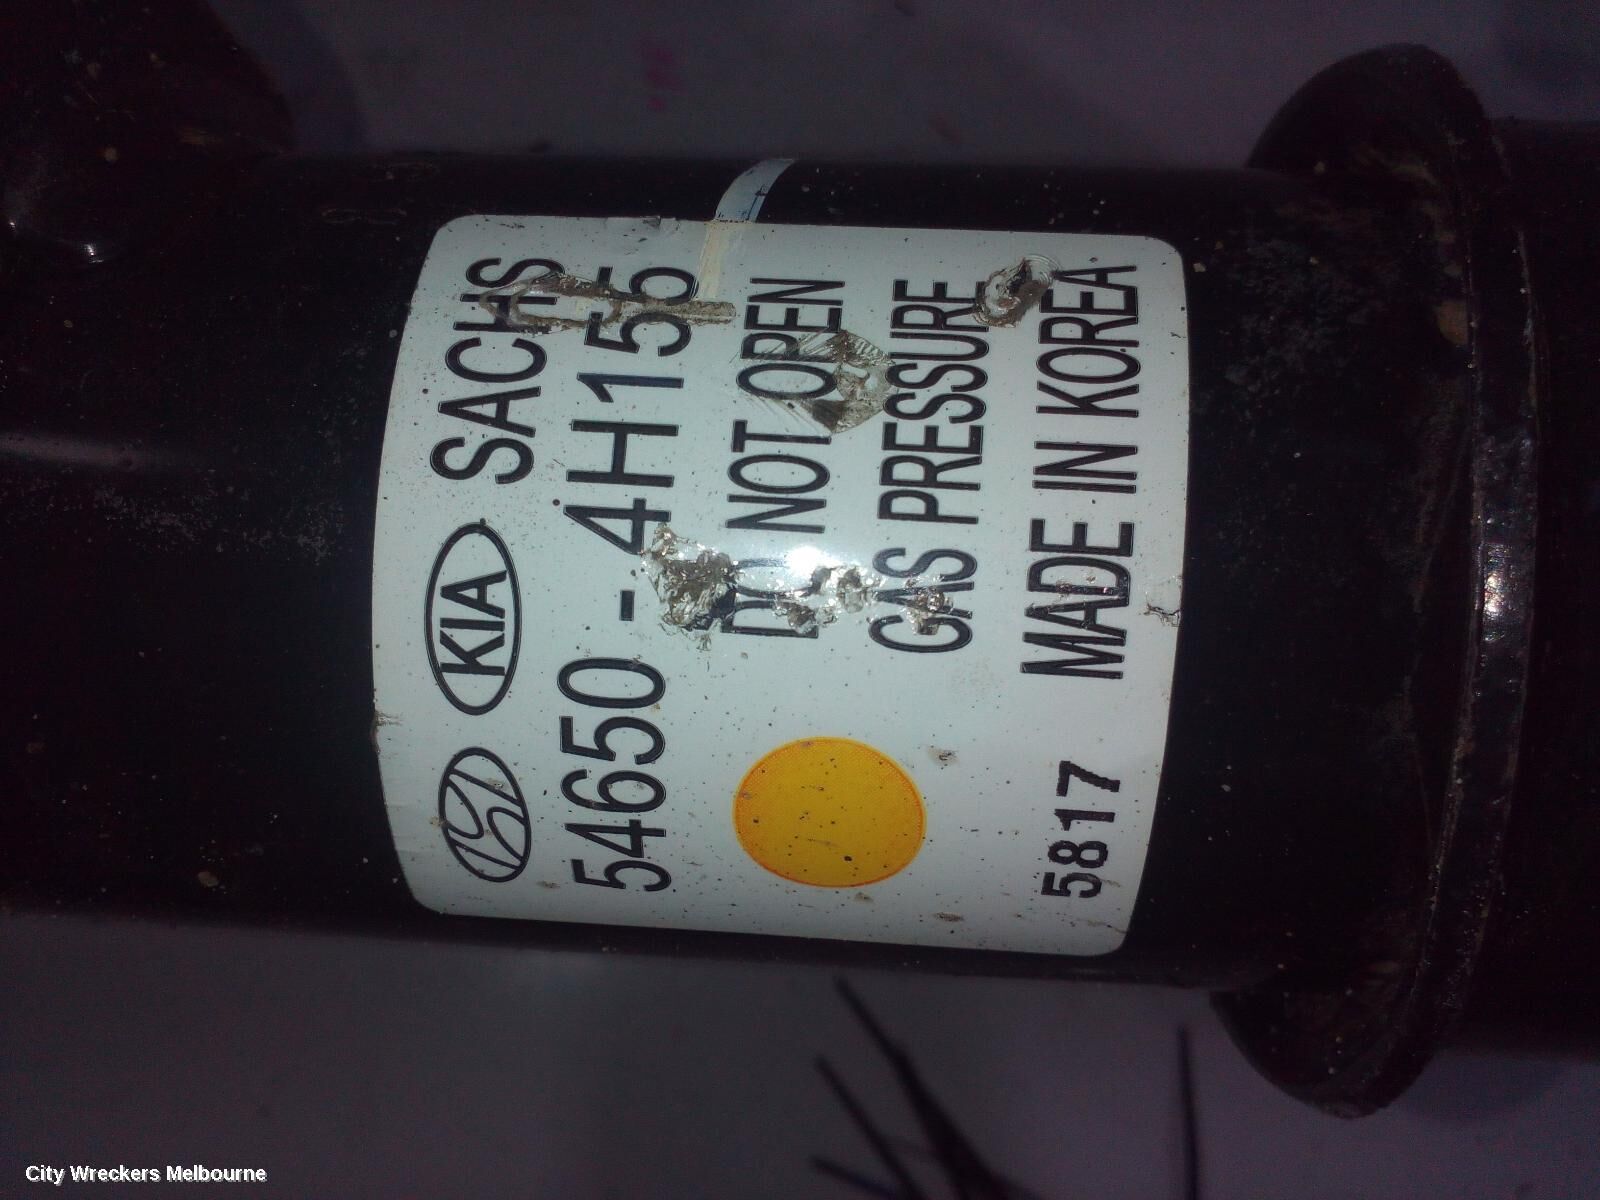 KIA SACHS
54650-4H155
DO NOT OPEN
GAS PRESSURE
5817 MADE IN KOREA
City Wreckers Melbourne